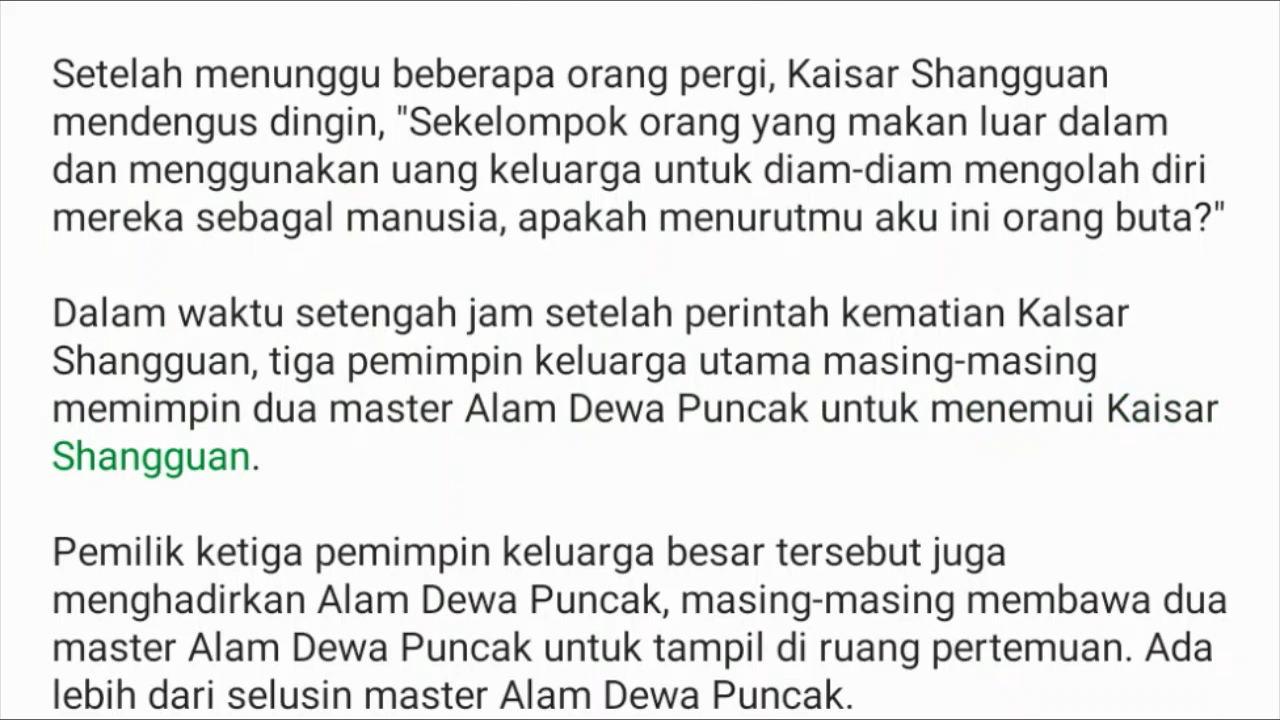 Setelah menunggu beberapa orang pergi, Kaisar Shangguan
mendengus dingin, "Sekelompok orang yang makan luar dalam
dan menggunakan uang keluarga untuk diam-diam mengolah diri
mereka sebagal manusia, apakah menurutmu aku ini orang buta?"
Dalam waktu setengah jam setelah perintah kematian Kalsar
Shangguan, tiga pemimpin keluarga utama masing-masing
memimpin dua master Alam Dewa Puncak untuk menemui Kaisar
Shangguan.
Pemilik ketiga pemimpin keluarga besar tersebut juga
menghadirkan Alam Dewa Puncak, masing-masing membawa dua
master Alam Dewa Puncak untuk tampil di ruang pertemuan. Ada
lebih dari selusin master Alam Dewa Puncak.